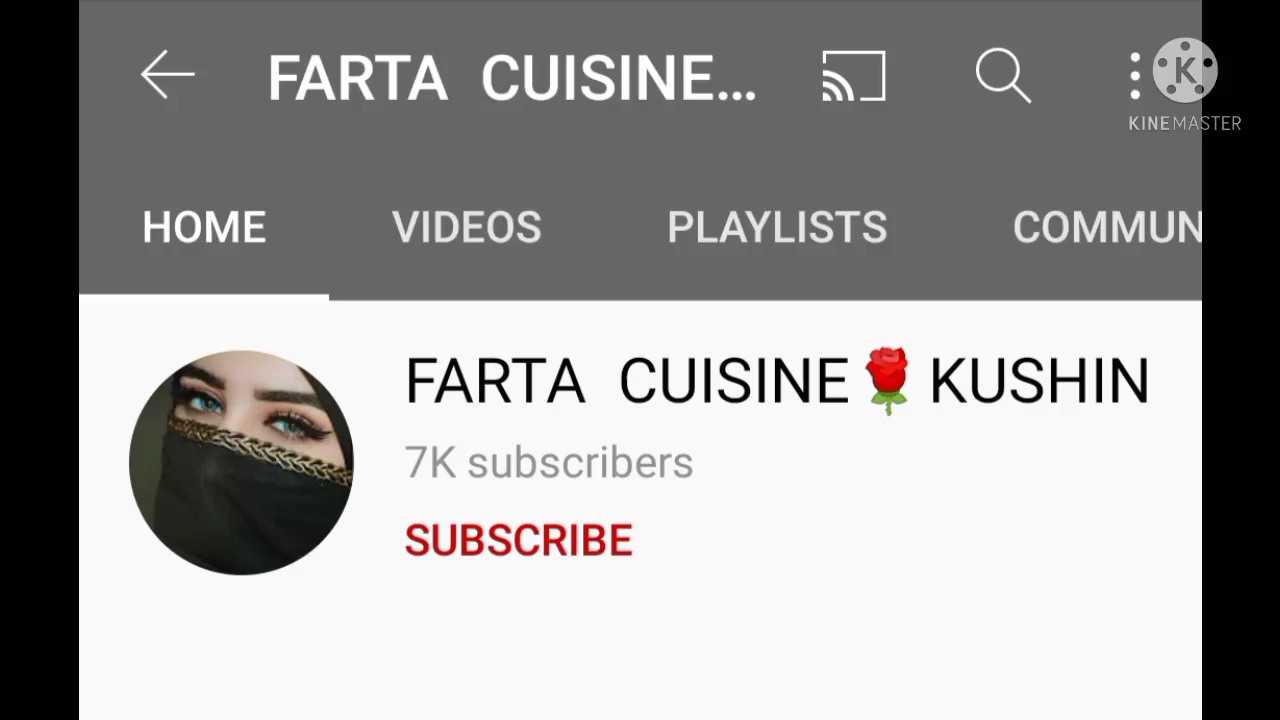 FARTA CUISINE...
K
KINEMASTER
HOME VIDEOS PLAYLISTS COMMUN
FARTA CUISINE🌹KUSHIN
7K subscribers
SUBSCRIBE